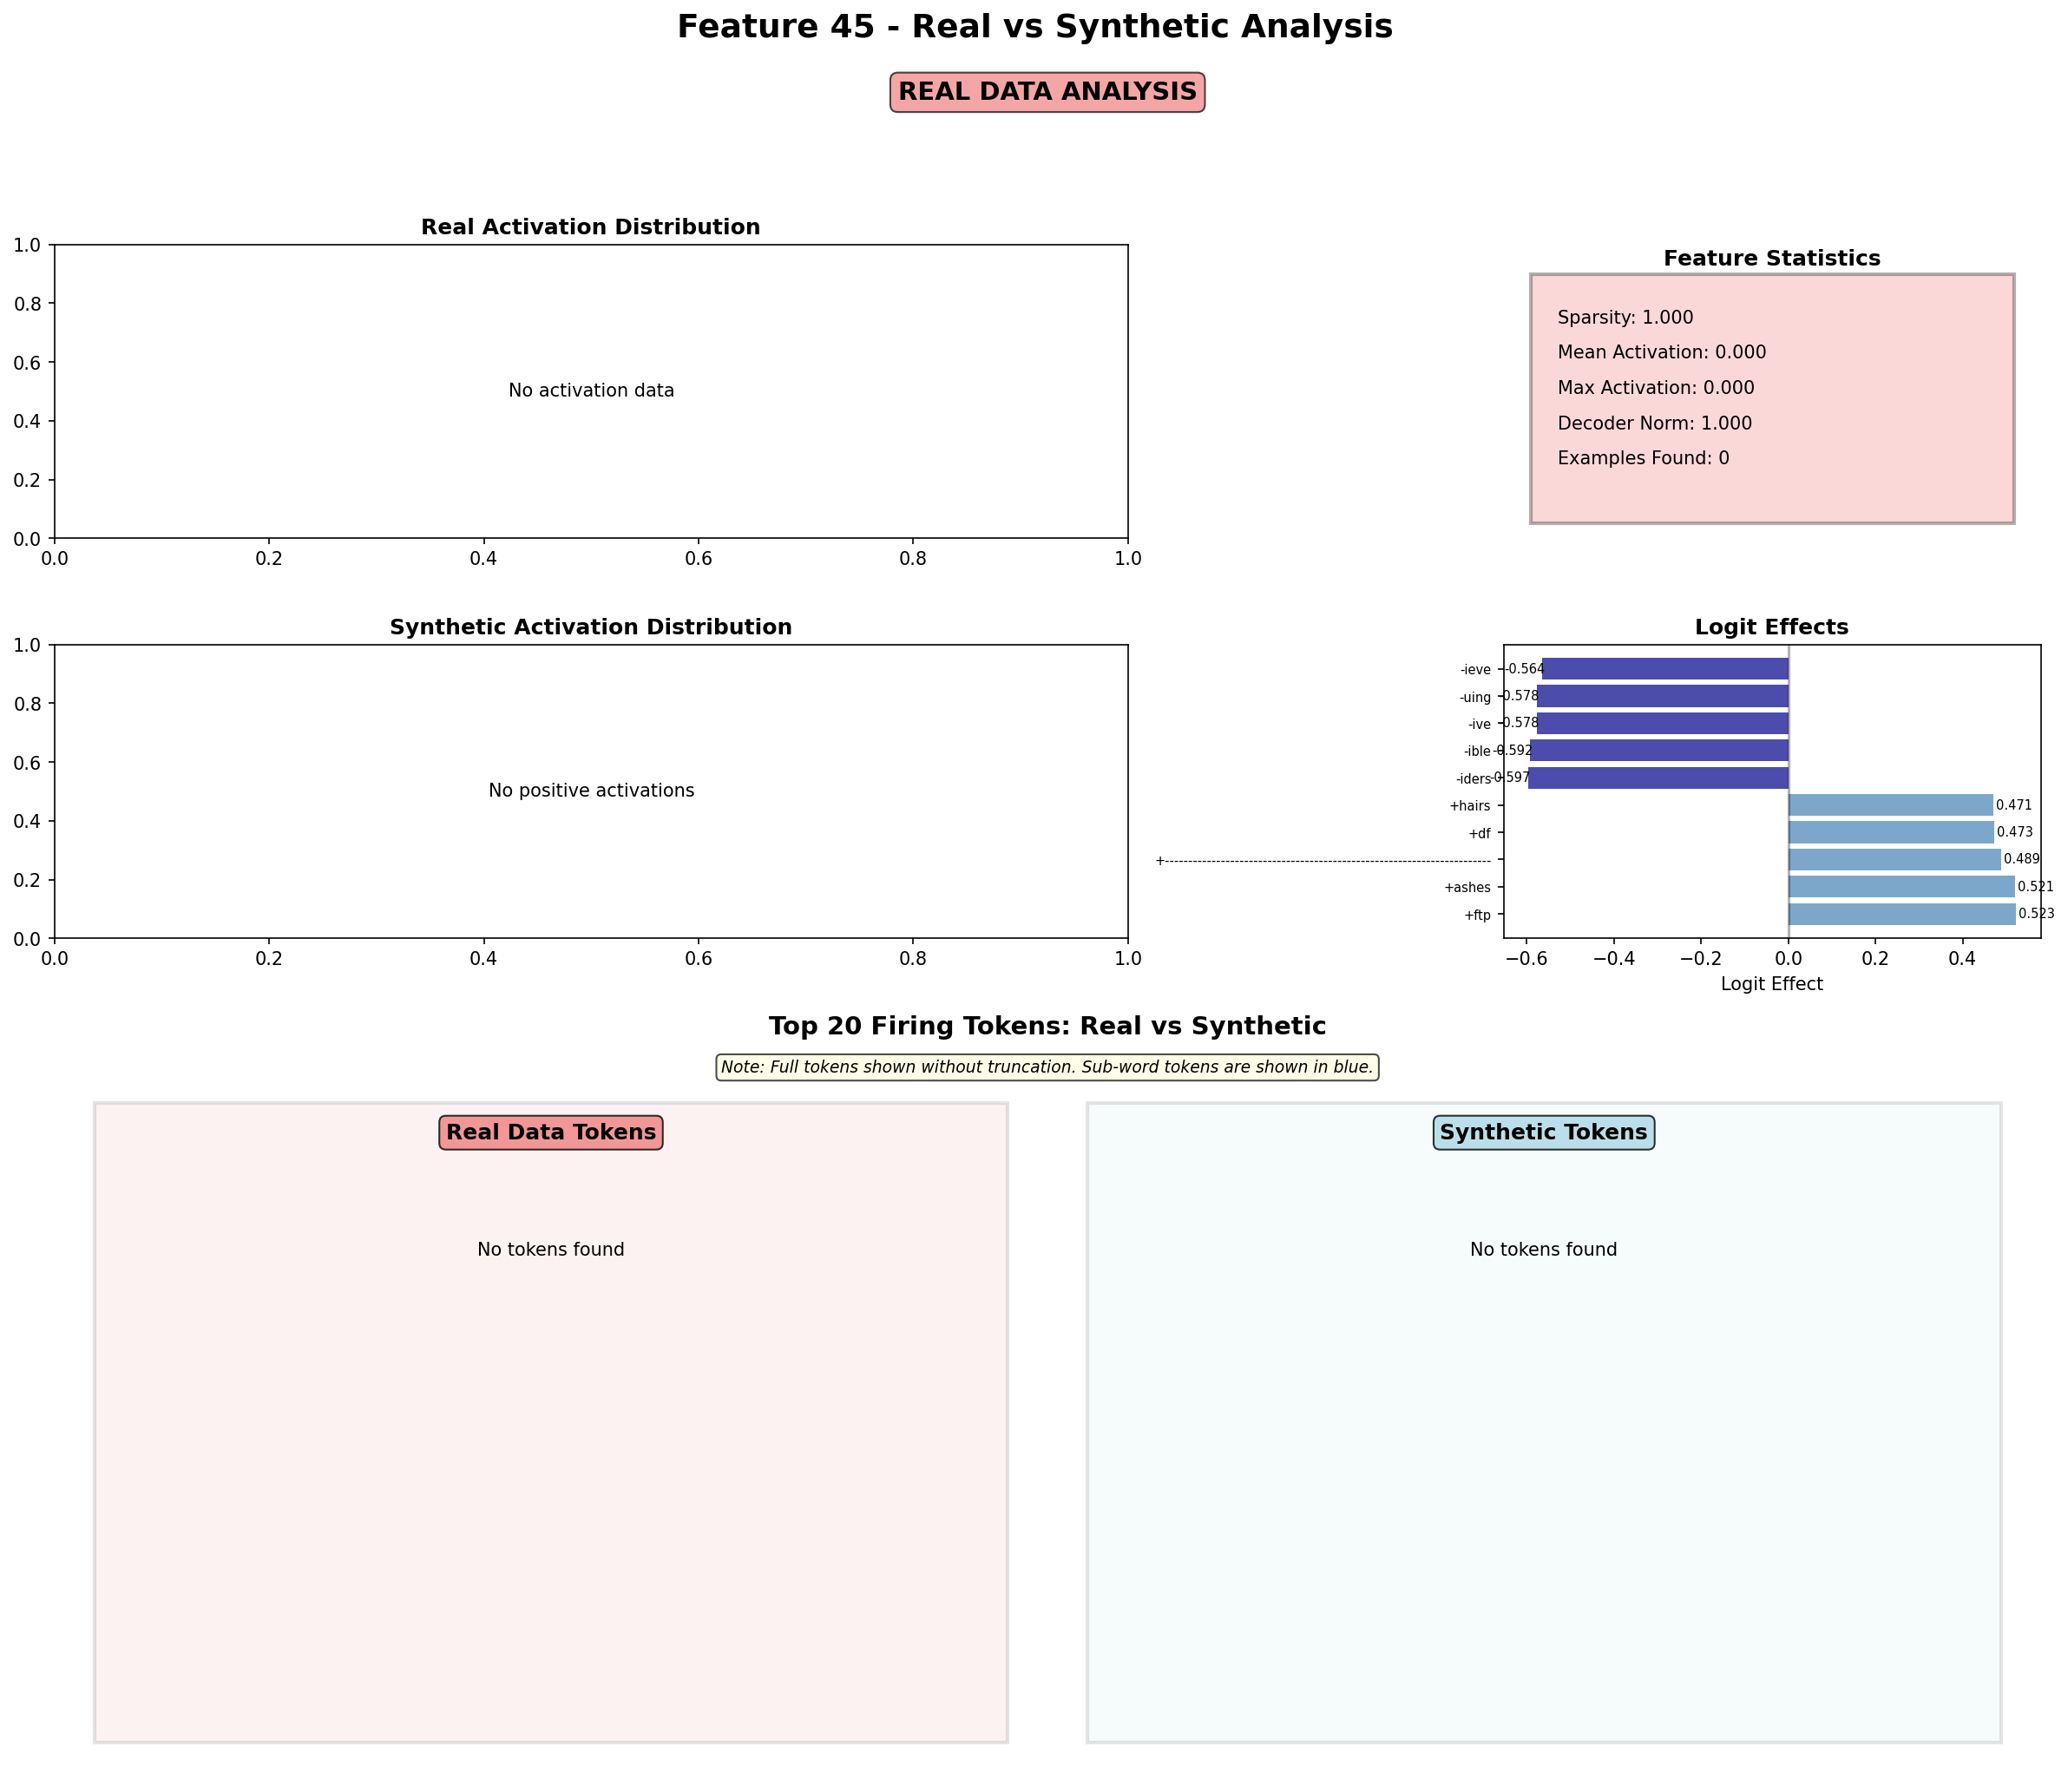 Feature 45 - Real vs Synthetic Analysis
REAL DATA ANALYSIS
Real Activation Distribution
1.0
0.8
0.6
0.4
0.2
0.0
No activation data
0.0 0.2 0.4 0.6 0.8 1.0
Feature Statistics
Sparsity: 1.000
Mean Activation: 0.000
Max Activation: 0.000
Decoder Norm: 1.000
Examples Found: 0
Synthetic Activation Distribution
1.0
0.8
0.6
0.4
0.2
0.0
No positive activations
0.0 0.2 0.4 0.6 0.8 1.0
Logit Effects
-ieve -0.564
-uing -0.578
-ive -0.578
-ible -0.592
-iders -0.597
+hairs 0.471
+df 0.473
+---------------------------------------------------------------- 0.489
+ashes 0.521
+ftp 0.523
−0.6 −0.4 −0.2 0.0 0.2 0.4
Logit Effect
Top 20 Firing Tokens: Real vs Synthetic
Note: Full tokens shown without truncation. Sub-word tokens are shown in blue.
Real Data Tokens
No tokens found
Synthetic Tokens
No tokens found